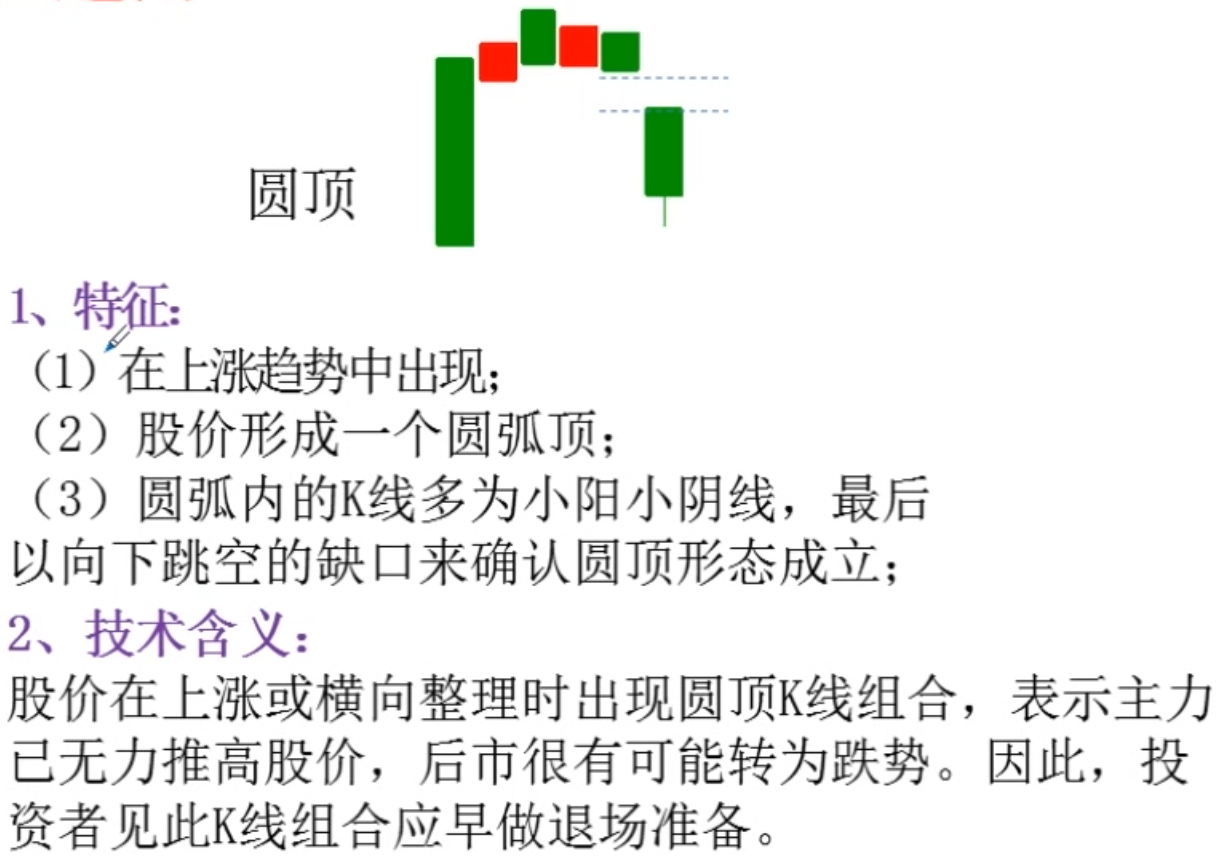 圆顶
1、特征:
（1）在上涨趋势中出现;
（2）股价形成一个圆弧顶;
（3）圆弧内的K线多为小阳小阴线，最后
以向下跳空的缺口来确认圆顶形态成立;
2、技术含义:
股价在上涨或横向整理时出现圆顶K线组合，表示主力
已无力推高股价，后市很有可能转为跌势。因此，投
资者见此K线组合应早做退场准备。